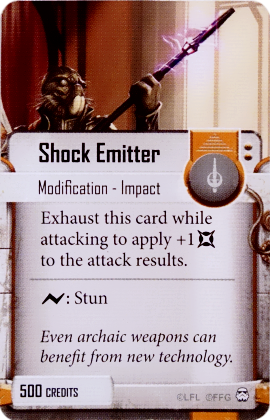 Shock Emitter
Modification - Impact
Exhaust this card while
attacking to apply +1
to the attack results.
: Stun
Even archaic weapons can
benefit from new technology.
500 CREDITS
©LFL ©FFG